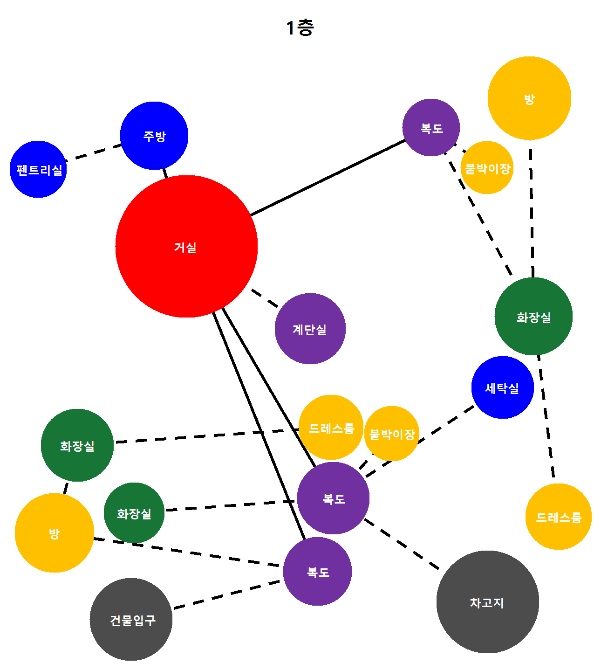 1층
방
복도
주방
붙박이장
펜트리실
거실
화장실
계단실
세탁실
드레스룸
붙박이장
화장실
복도
화장실
드레스룸
방
복도
차고지
건물입구